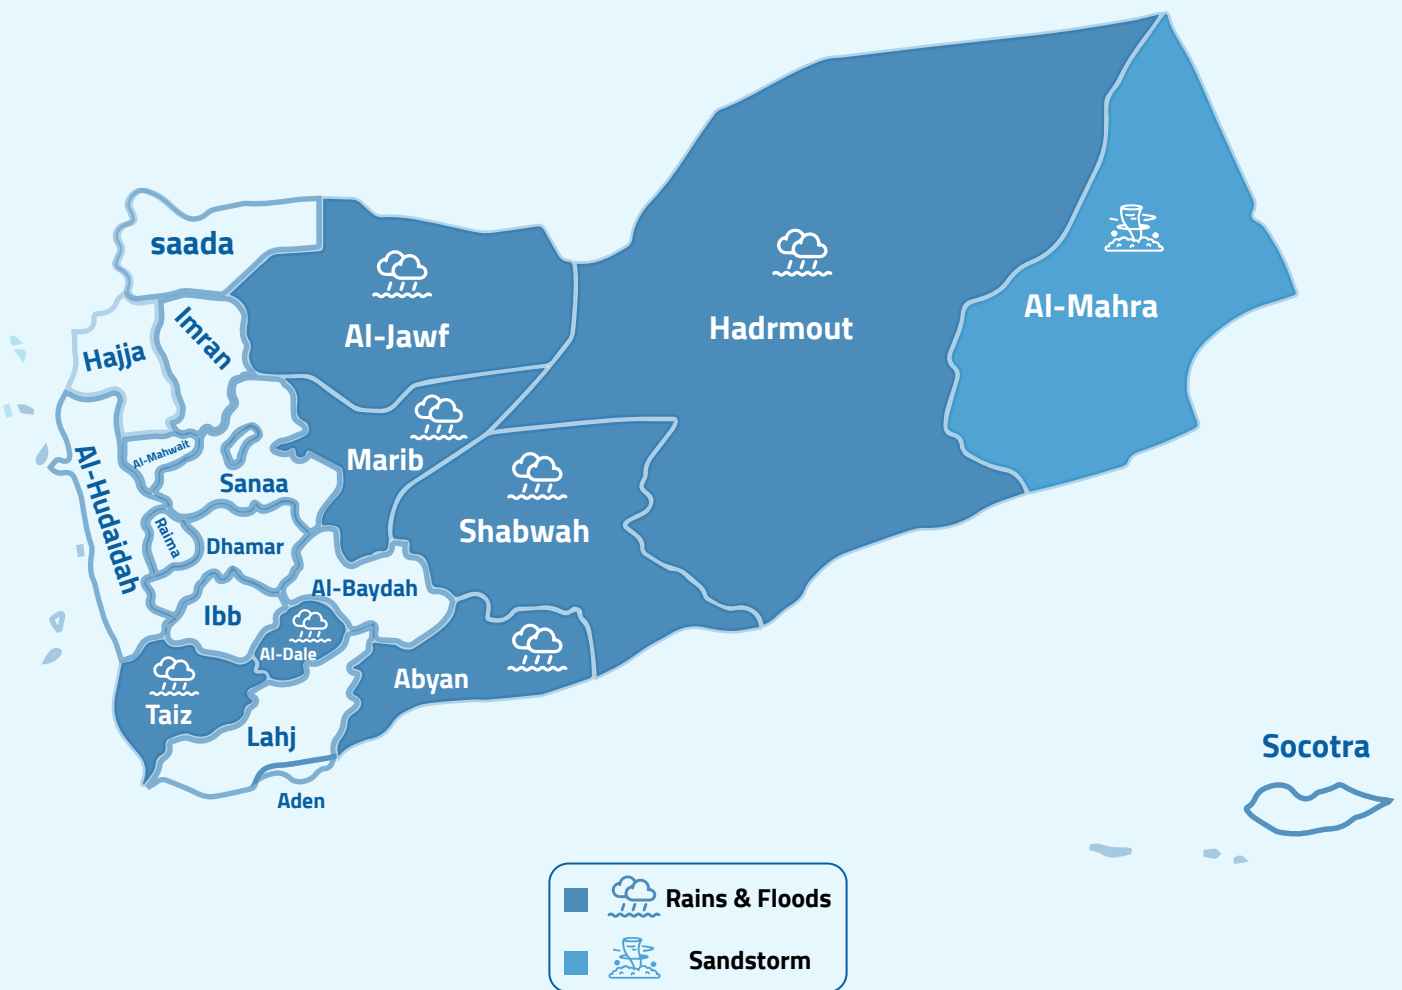 saada
Al-Jawf
Hadrmout
Al-Mahra
Hajja
Imran
Marib
Al-Mahwait
Sanaa
Shabwah
Al-Hudaidah
Raima
Dhamar
Al-Baydah
Ibb
Al-Dale
Abyan
Taiz
Lahj
Aden
Socotra
Rains & Floods
Sandstorm